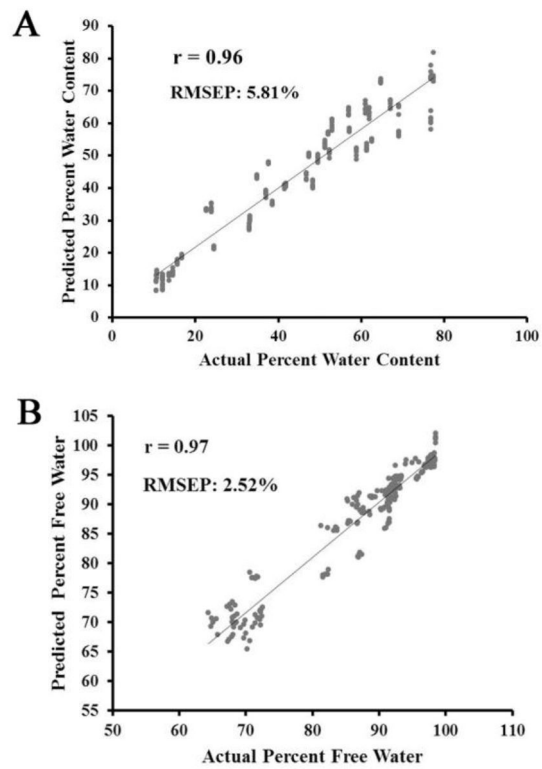 A
r = 0.96
RMSEP: 5.81%
Predicted Percent Water Content
90
80
70
60
50
40
30
20
10
0
0 20 40 60 80 100
Actual Percent Water Content
B
r = 0.97
RMSEP: 2.52%
Predicted Percent Free Water
105
100
95
90
85
80
75
70
65
60
55
50 60 70 80 90 100 110
Actual Percent Free Water